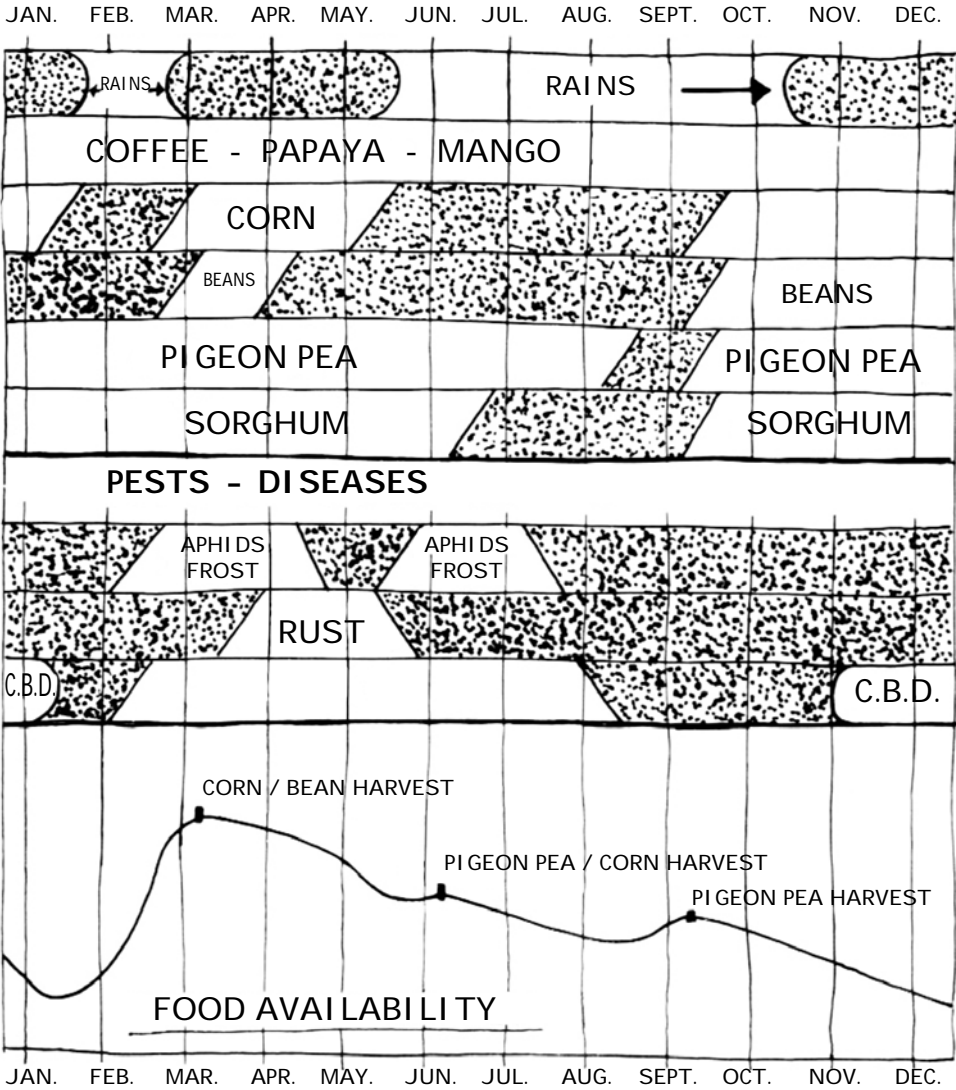 JAN. FEB. MAR. APR. MAY. JUN. JUL. AUG. SEPT. OCT. NOV. DEC.
RAINS RAINS
COFFEE - PAPAYA - MANGO
CORN
BEANS BEANS
PIGEON PEA PIGEON PEA
SORGHUM SORGHUM
PESTS - DISEASES
APHIDS APHIDS
FROST FROST
RUST
C.B.D. C.B.D.
CORN / BEAN HARVEST
PIGEON PEA / CORN HARVEST
PIGEON PEA HARVEST
FOOD AVAILABILITY
JAN. FEB. MAR. APR. MAY. JUN. JUL. AUG. SEPT. OCT. NOV. DEC.